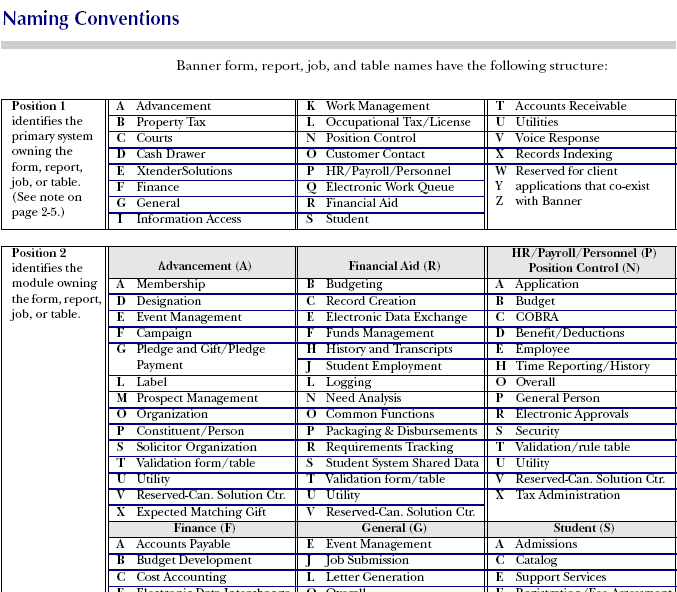 Naming Conventions
Banner form, report, job, and table names have the following structure:
Position 1
identifies the
primary system
owning the
form, report,
job, or table.
(See note on
page 2-5.)
A Advancement
B Property Tax
C Courts
D Cash Drawer
E XtenderSolutions
F Finance
G General
I Information Access
K Work Management
L Occupational Tax/License
N Position Control
O Customer Contact
P HR/Payroll/Personnel
Q Electronic Work Queue
R Financial Aid
S Student
T Accounts Receivable
U Utilities
V Voice Response
X Records Indexing
W Reserved for client
Y applications that co-exist
Z with Banner
Position 2
identifies the
module owning
the form, report,
job, or table.
Advancement (A)
A Membership
D Designation
E Event Management
F Campaign
G Pledge and Gift/Pledge
Payment
L Label
M Prospect Management
O Organization
P Constituent/Person
S Solicitor Organization
T Validation form/table
U Utility
V Reserved-Can. Solution Ctr.
X Expected Matching Gift
Financial Aid (R)
B Budgeting
C Record Creation
E Electronic Data Exchange
F Funds Management
H History and Transcripts
J Student Employment
L Logging
N Need Analysis
O Common Functions
P Packaging & Disbursements
R Requirements Tracking
S Student System Shared Data
T Validation form/table
U Utility
V Reserved-Can. Solution Ctr.
HR/Payroll/Personnel (P)
Position Control (N)
A Application
B Budget
C COBRA
D Benefit/Deductions
E Employee
H Time Reporting/History
O Overall
P General Person
R Electronic Approvals
S Security
T Validation/rule table
U Utility
V Reserved-Can. Solution Ctr.
X Tax Administration
Finance (F)
A Accounts Payable
B Budget Development
C Cost Accounting
E Electronic Data Interchange
General (G)
E Event Management
J Job Submission
L Letter Generation
O Overall
Student (S)
A Admissions
C Catalog
E Support Services
F Registration/Fee Assessment